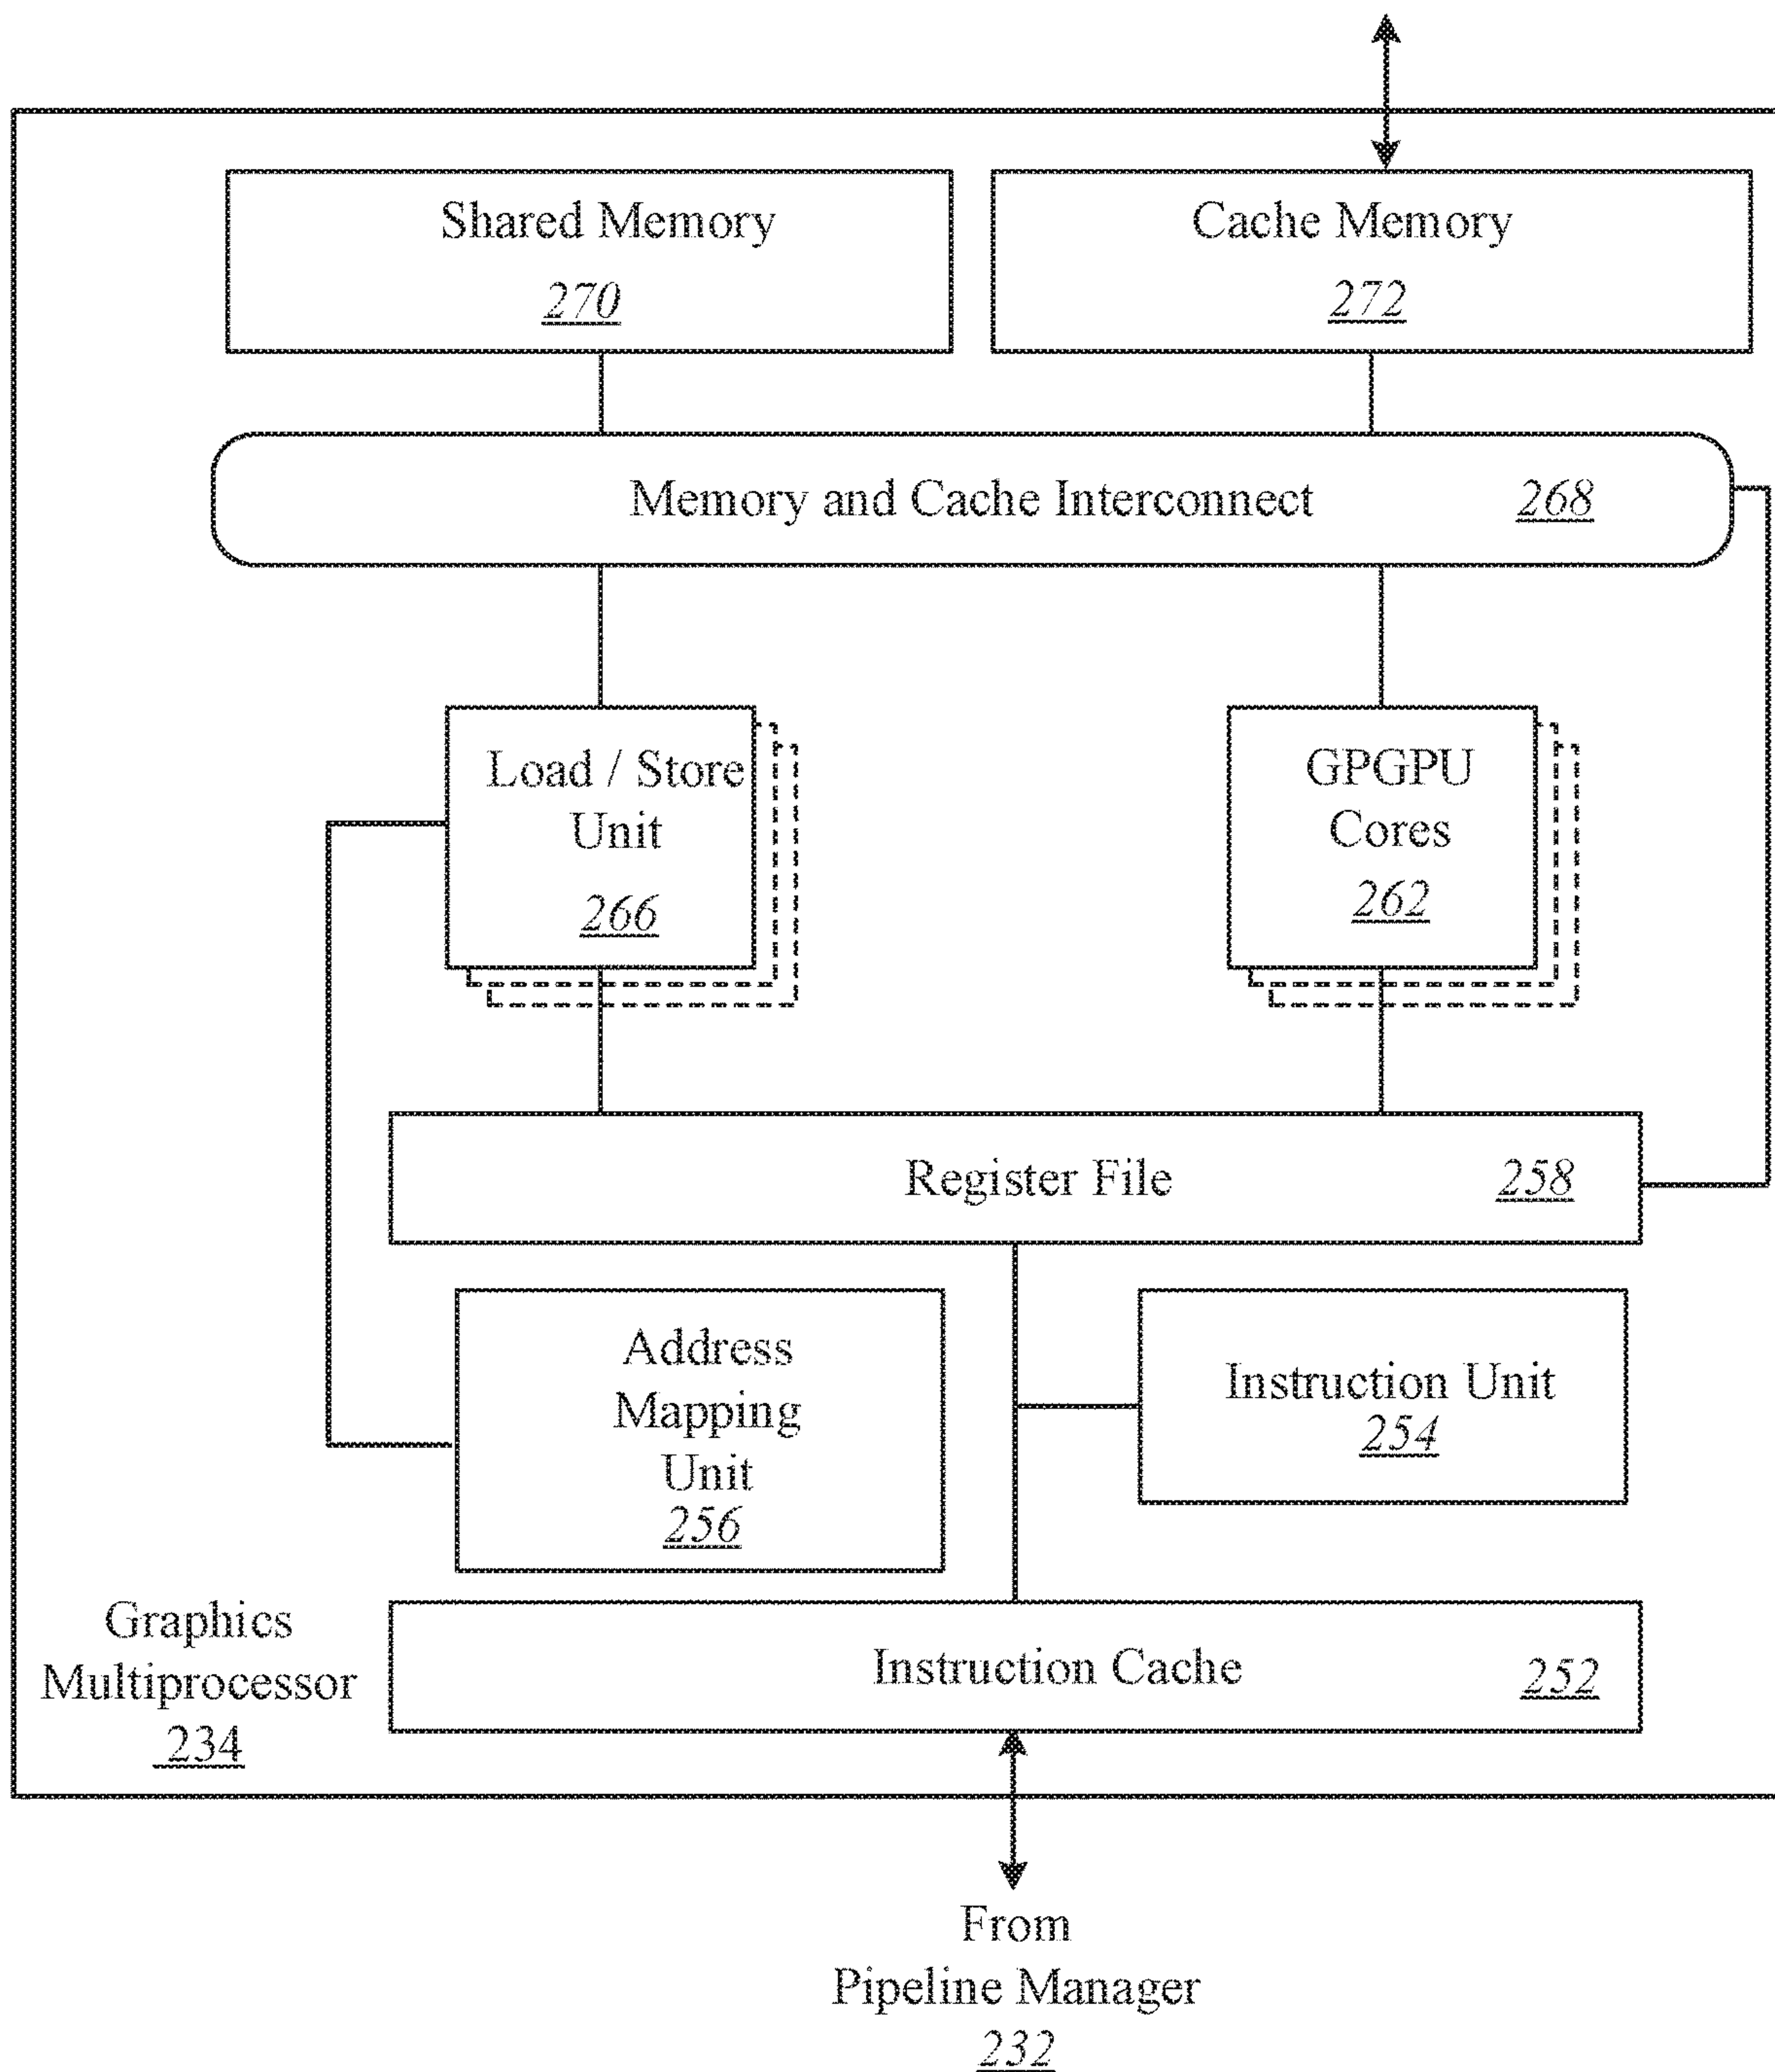 Shared Memory
270
Cache Memory
272
Memory and Cache Interconnect 268
Load / Store
Unit
266
GPGPU
Cores
262
Register File 258
Address
Mapping
Unit
256
Instruction Unit
254
Graphics
Multiprocessor
234
Instruction Cache 252
From
Pipeline Manager
232